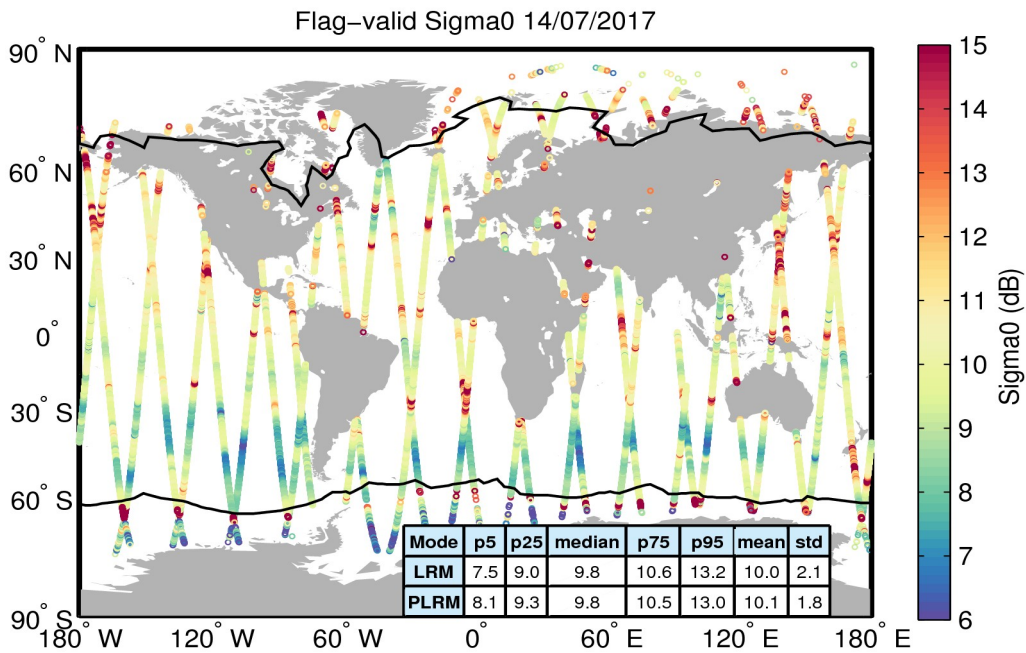 Flag−valid Sigma0 14/07/2017
90° N
60° N
30° N
0°
30° S
60° S
90° S
180° W
120° W
60° W
0°
60° E
120° E
180° E
Mode p5 p25 median p75 p95 mean std
LRM 7.5 9.0 9.8 10.6 13.2 10.0 2.1
PLRM 8.1 9.3 9.8 10.5 13.0 10.1 1.8
15
14
13
12
11
10
9
8
7
6
Sigma0 (dB)